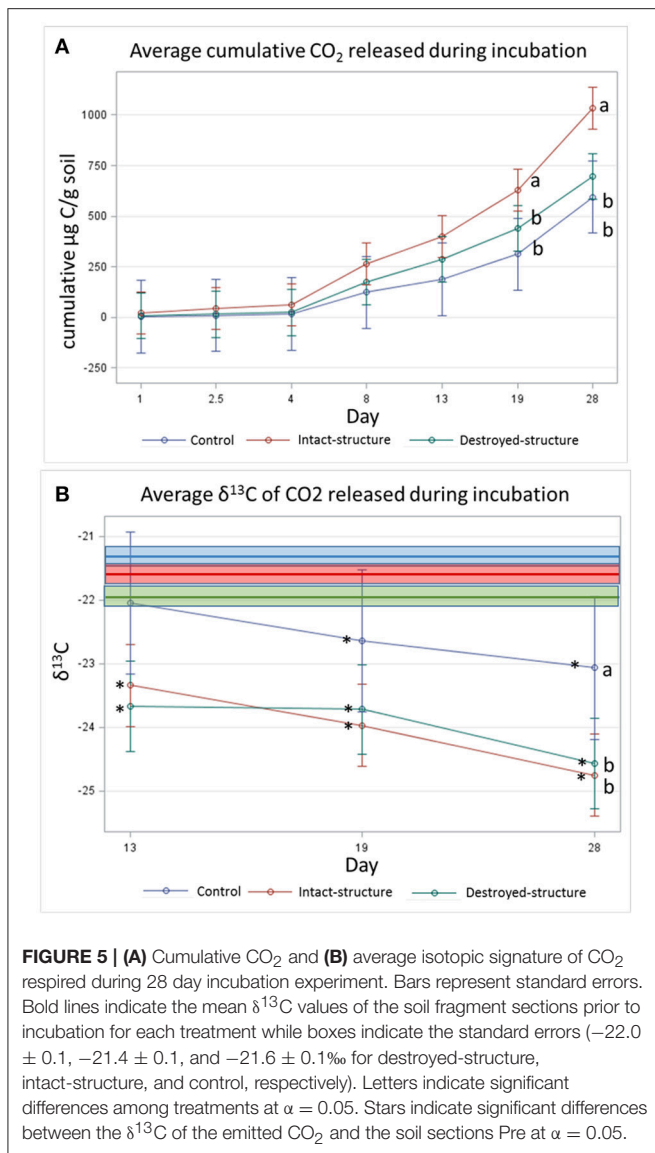 A
Average cumulative CO₂ released during incubation
cumulative µg C/g soil
1000
750
500
250
0
-250
a
a
b
b
b
b
1
2.5
4
8
13
19
28
Day
Control
Intact-structure
Destroyed-structure
B
Average δ¹³C of CO2 released during incubation
δ¹³C
-21
-22
-23
-24
-25
*
*
*
*
*
*
*
*
a
b
b
13
19
28
Day
Control
Intact-structure
Destroyed-structure
FIGURE 5 | (A) Cumulative CO₂ and (B) average isotopic signature of CO₂
respired during 28 day incubation experiment. Bars represent standard errors.
Bold lines indicate the mean δ¹³C values of the soil fragment sections prior to
incubation for each treatment while boxes indicate the standard errors (−22.0
± 0.1, −21.4 ± 0.1, and −21.6 ± 0.1‰ for destroyed-structure,
intact-structure, and control, respectively). Letters indicate significant
differences among treatments at α = 0.05. Stars indicate significant differences
between the δ¹³C of the emitted CO₂ and the soil sections Pre at α = 0.05.